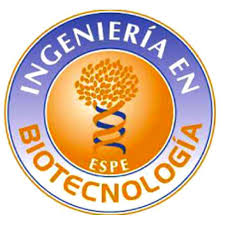 INGENIERÍA EN
BIOTECNOLOGÍA
ESPE